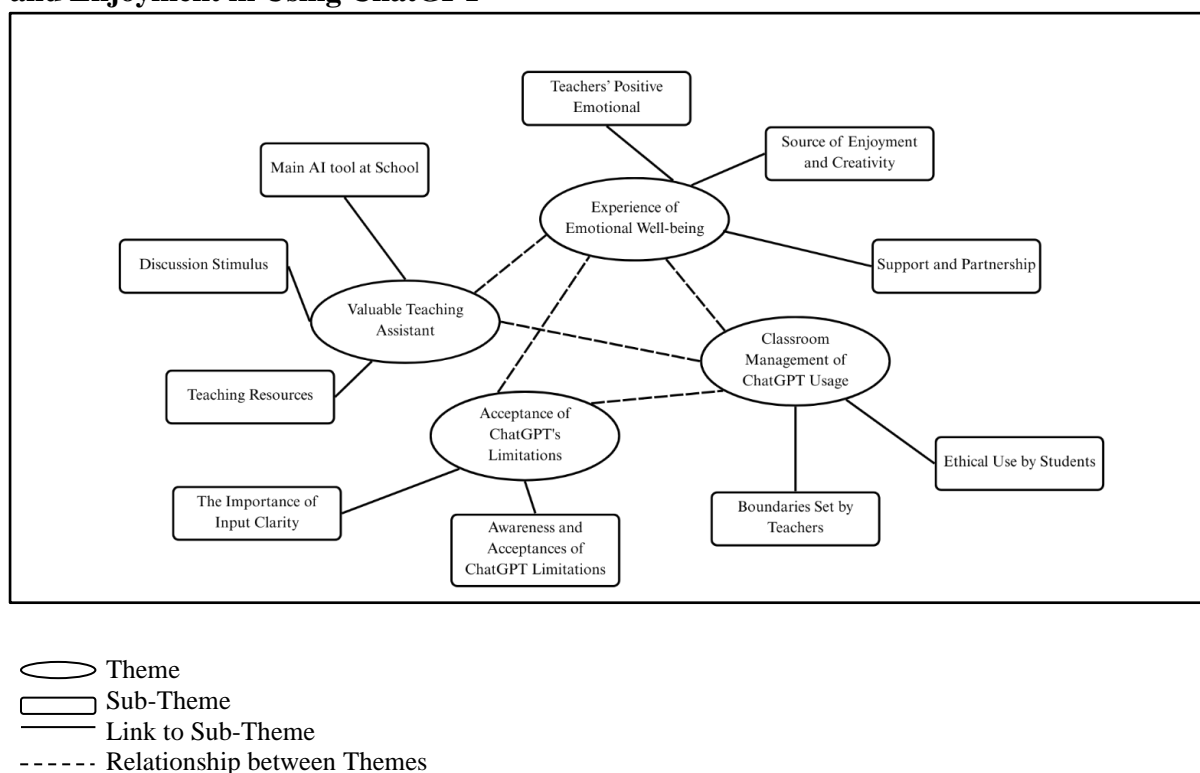 and Enjoyment in Using ChatGPT
Teachers' Positive
Emotional
Source of Enjoyment
and Creativity
Main AI tool at School
Experience of
Emotional Well-being
Discussion Stimulus
Support and Partnership
Valuable Teaching
Assistant
Classroom
Management of
ChatGPT Usage
Teaching Resources
Acceptance of
ChatGPT's
Limitations
Ethical Use by Students
The Importance of
Input Clarity
Boundaries Set by
Teachers
Awareness and
Acceptances of
ChatGPT Limitations
Theme
Sub-Theme
Link to Sub-Theme
Relationship between Themes